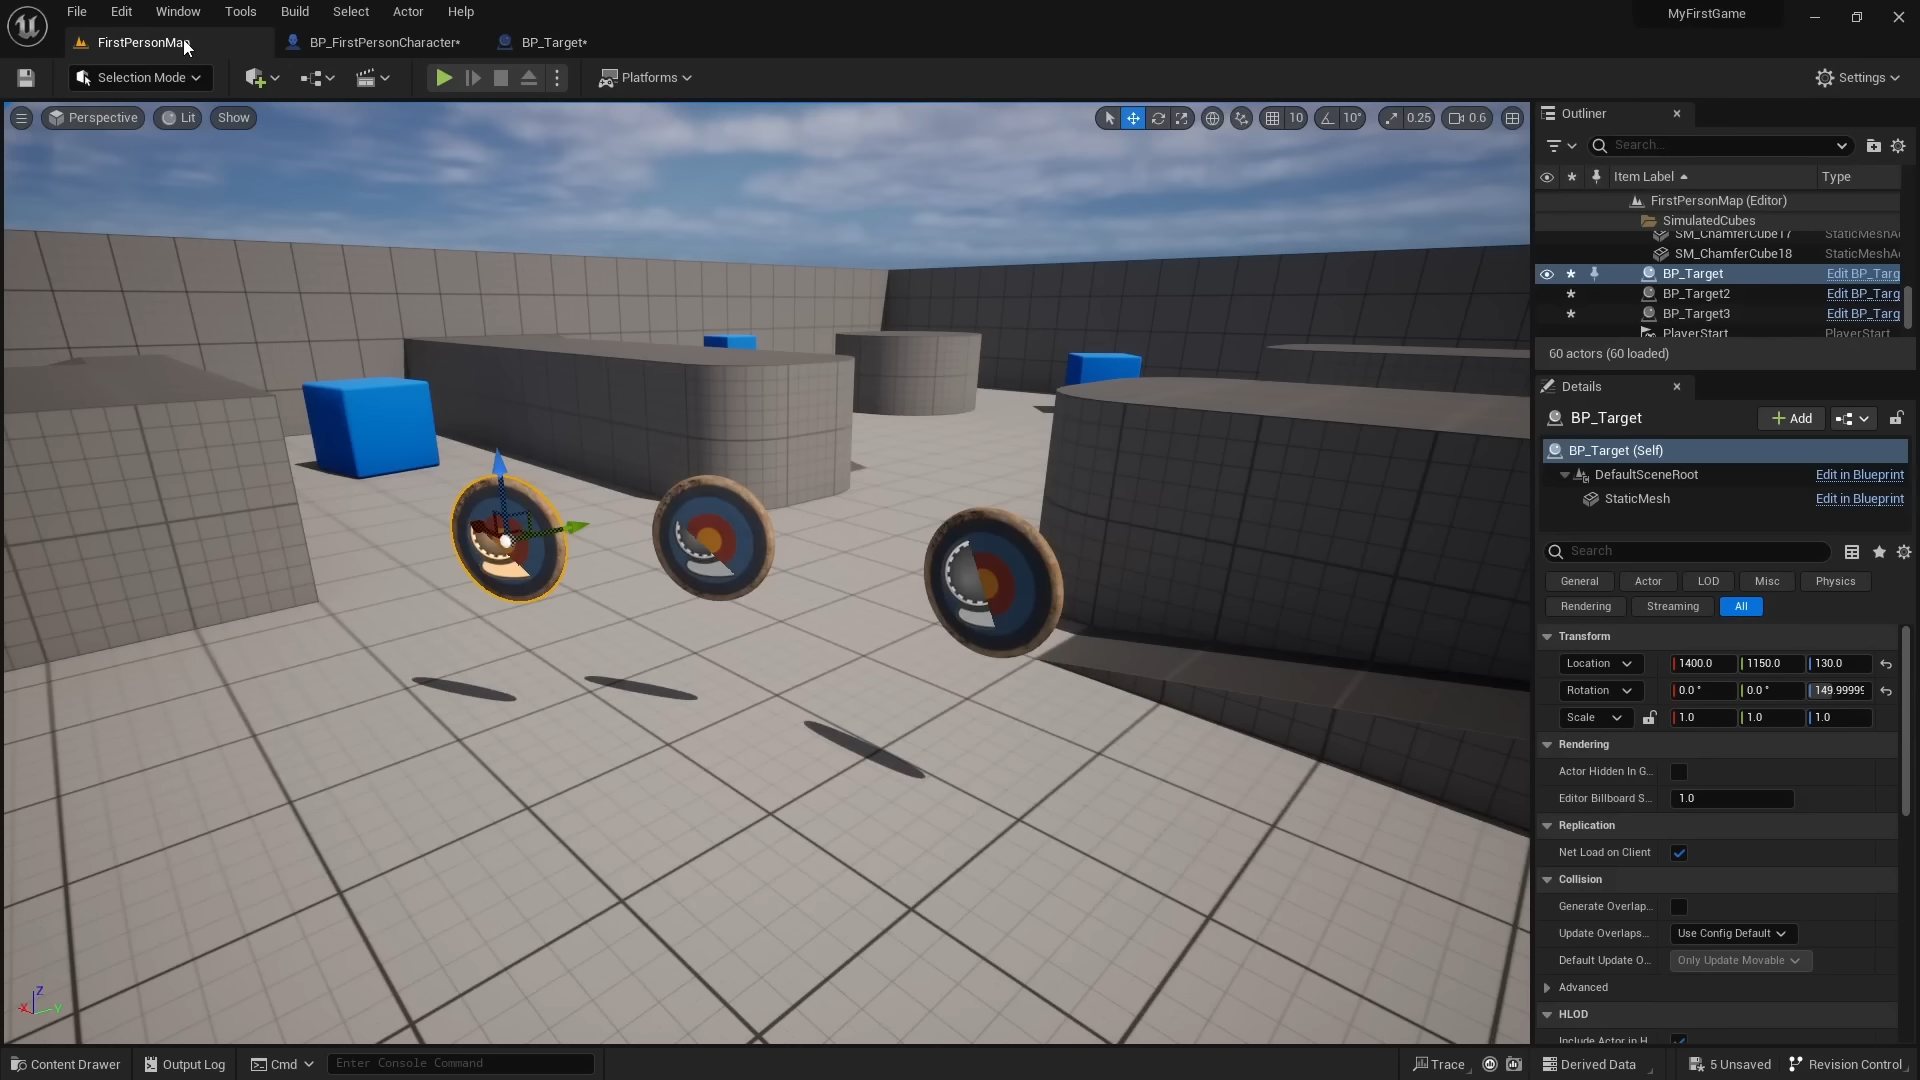 File Edit Window Tools Build Select Actor Help
MyFirstGame
FirstPersonMap
BP_FirstPersonCharacter*
BP_Target*
Selection Mode
Platforms
Settings
Perspective Lit Show
10 10° 0.25 0.6
Outliner
Search...
Item Label Type
FirstPersonMap (Editor)
SimulatedCubes
SM_ChamferCube17 StaticMeshA
SM_ChamferCube18 StaticMeshA
BP_Target Edit BP_Targ
BP_Target2 Edit BP_Targ
BP_Target3 Edit BP_Targ
PlayerStart PlayerStart
60 actors (60 loaded)
Details
BP_Target
Add
BP_Target (Self)
DefaultSceneRoot Edit in Blueprint
StaticMesh Edit in Blueprint
Search
General Actor LOD Misc Physics
Rendering Streaming All
Transform
Location 1400.0 1150.0 130.0
Rotation 0.0 ° 0.0 ° 149.99999
Scale 1.0 1.0 1.0
Rendering
Actor Hidden In G...
Editor Billboard S... 1.0
Replication
Net Load on Client
Collision
Generate Overlap...
Update Overlaps... Use Config Default
Default Update O... Only Update Movable
Advanced
HLOD
Include Actor in H
Z
X
Y
Content Drawer
Output Log
Cmd
Enter Console Command
Trace
Derived Data
5 Unsaved
Revision Control